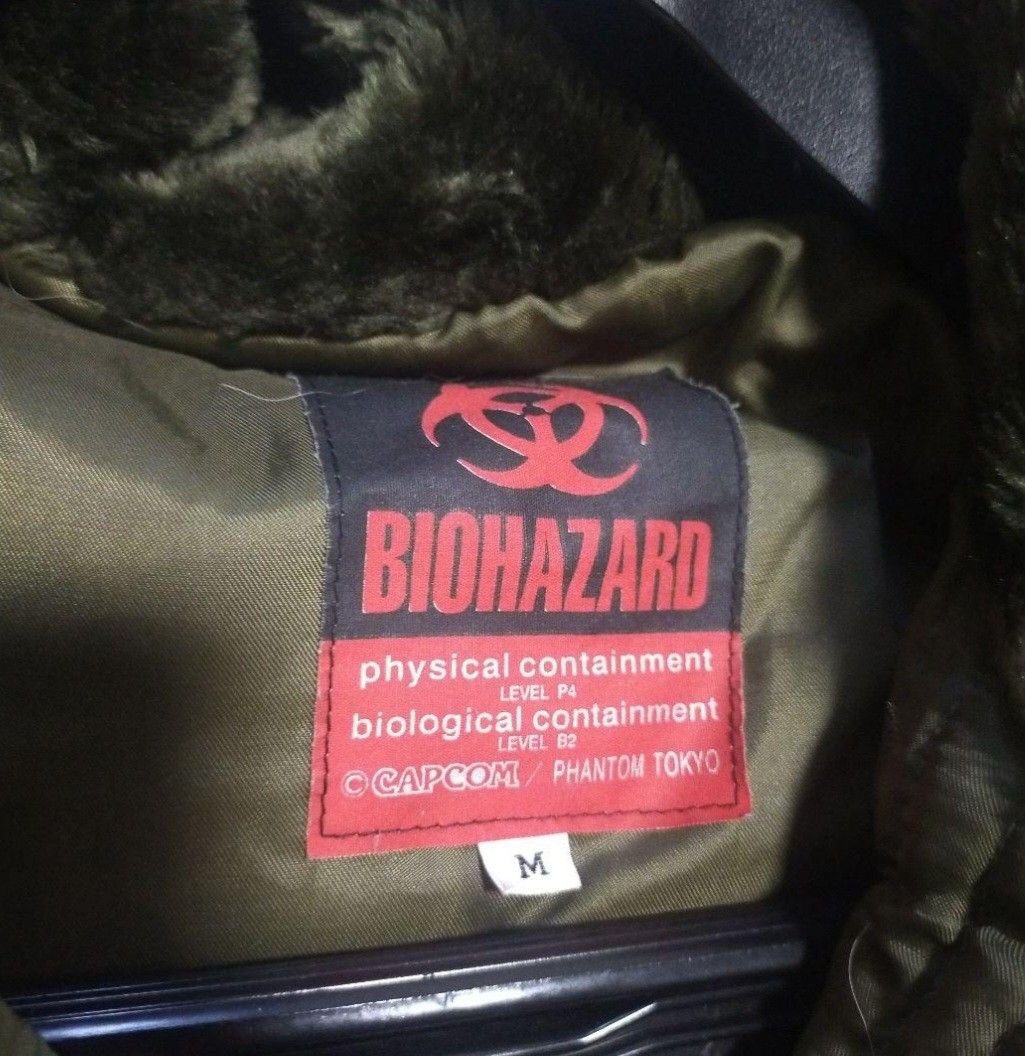 BIOHAZARD
physical containment
LEVEL P4
biological containment
LEVEL B2
©CAPCOM / PHANTOM TOKYO
M